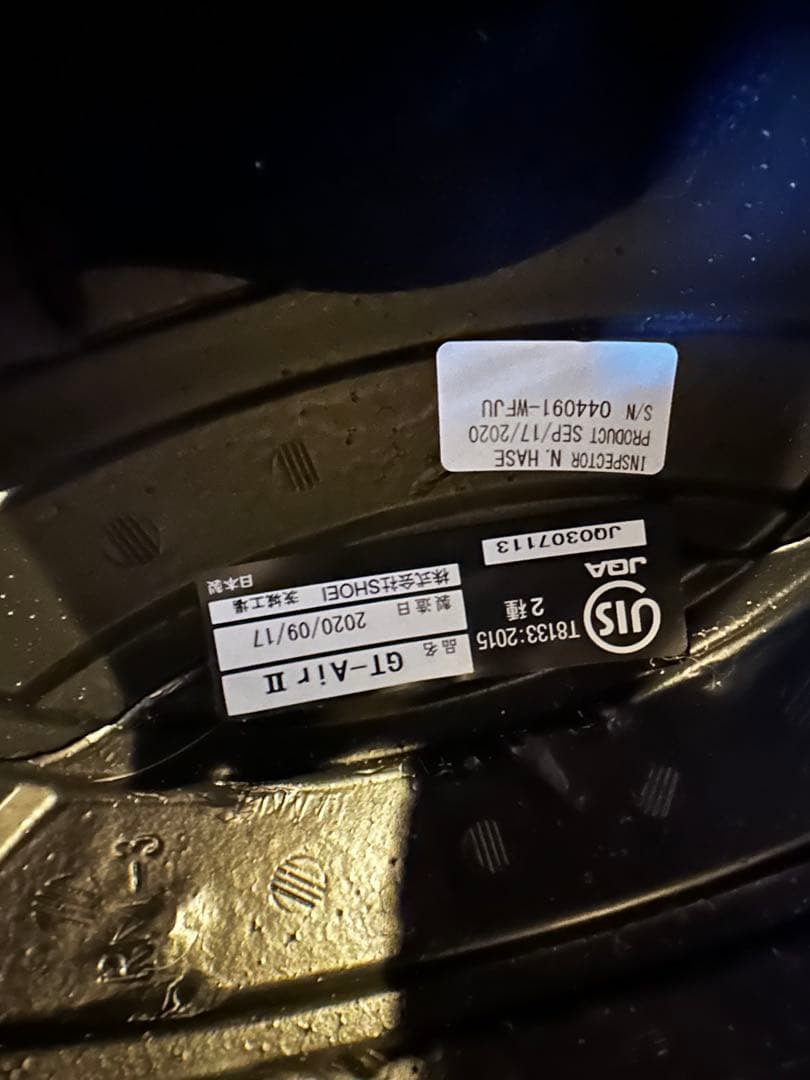 INSPECTOR N. HASE
PRODUCT SEP/17/2020
S/N 044091-WFJU
JIS
T8133:2015
2種
JQA
JQ0307113
品名 GT-Air II
製造日 2020/09/17
株式会社SHOEI 茨城工場
日本製